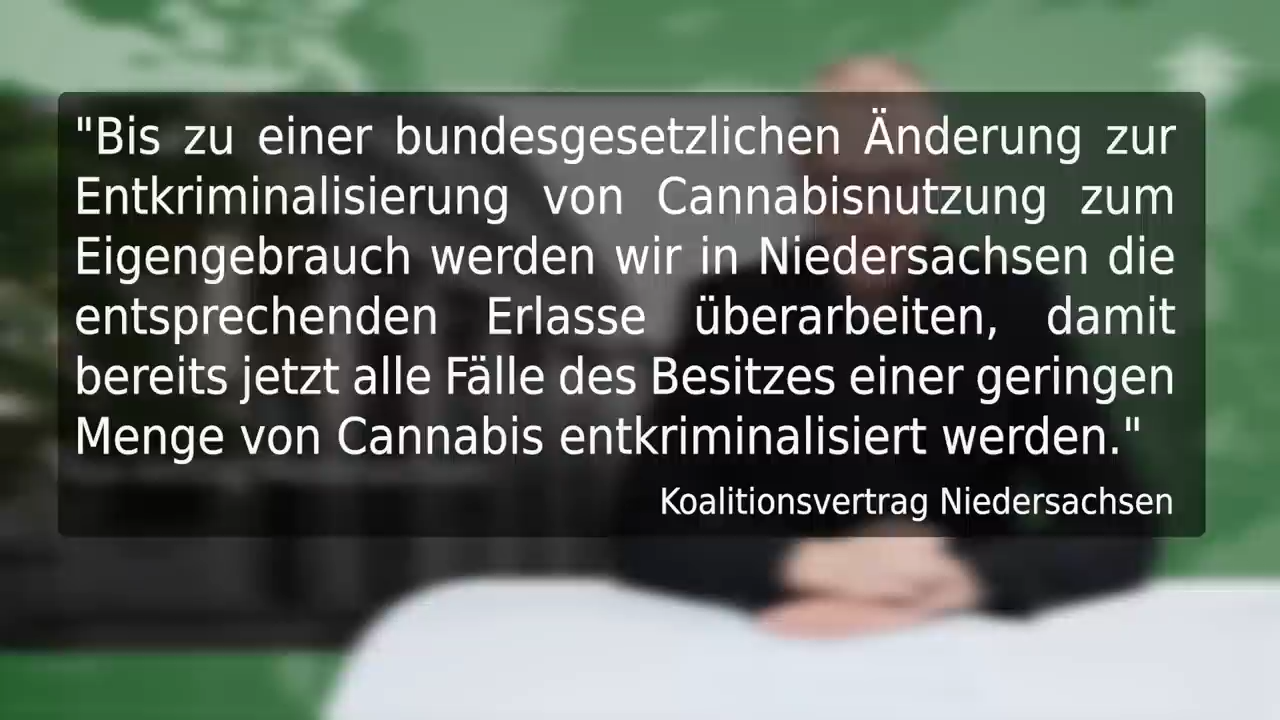 "Bis zu einer bundesgesetzlichen Änderung zur
Entkriminalisierung von Cannabisnutzung zum
Eigengebrauch werden wir in Niedersachsen die
entsprechenden Erlasse überarbeiten, damit
bereits jetzt alle Fälle des Besitzes einer geringen
Menge von Cannabis entkriminalisiert werden."
Koalitionsvertrag Niedersachsen